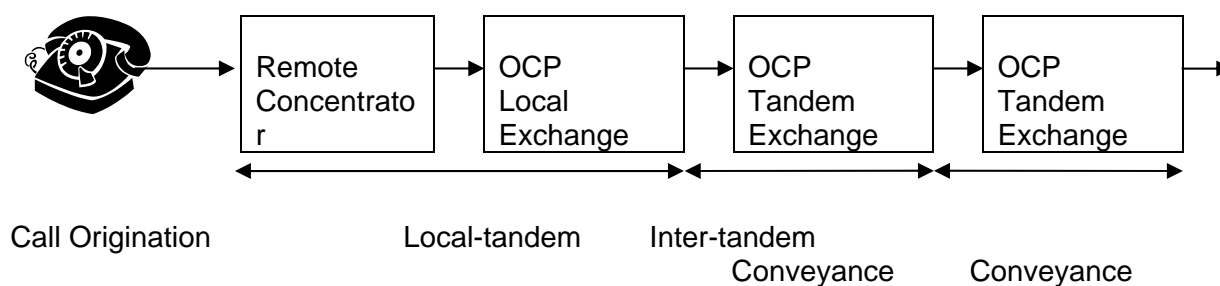 Remote
Concentrato
r
OCP
Local
Exchange
OCP
Tandem
Exchange
OCP
Tandem
Exchange
Call Origination Local-tandem Inter-tandem
Conveyance Conveyance